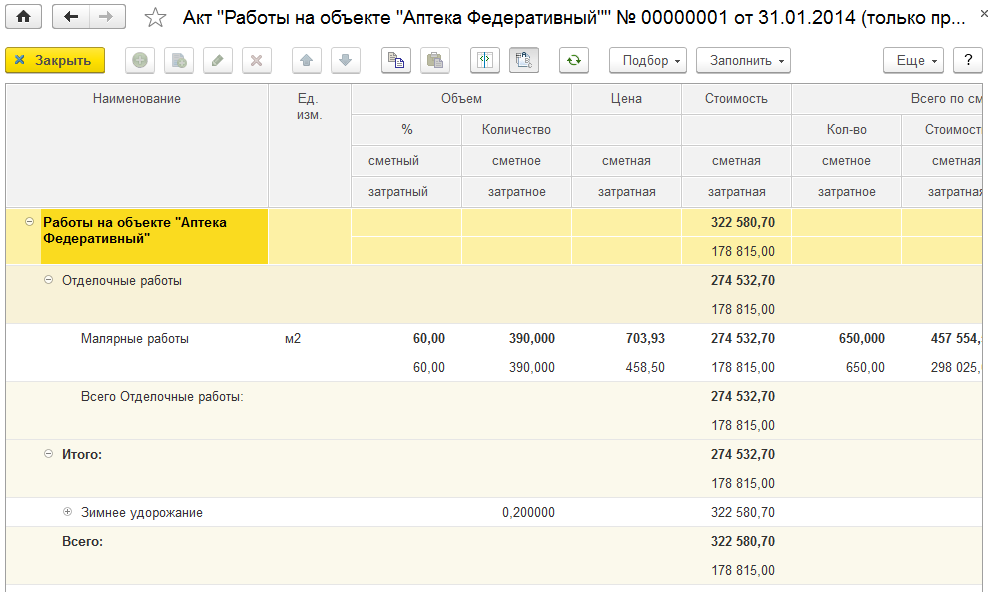 Акт "Работы на объекте "Аптека Федеративный"" № 00000001 от 31.01.2014 (только пр...
Закрыть Подбор Заполнить Еще ?
Наименование Ед. изм. Объем Цена Стоимость Всего по см
% Количество Кол-во Стоимост
сметный сметное сметная сметная сметное сметная
затратный затратное затратная затратная затратное затратная
Работы на объекте "Аптека 322 580,70
Федеративный" 178 815,00
Отделочные работы 274 532,70
178 815,00
Малярные работы м2 60,00 390,000 703,93 274 532,70 650,000 457 554,
60,00 390,000 458,50 178 815,00 650,00 298 025,
Всего Отделочные работы: 274 532,70
178 815,00
Итого: 274 532,70
178 815,00
Зимнее удорожание 0,200000 322 580,70
Всего: 322 580,70
178 815,00